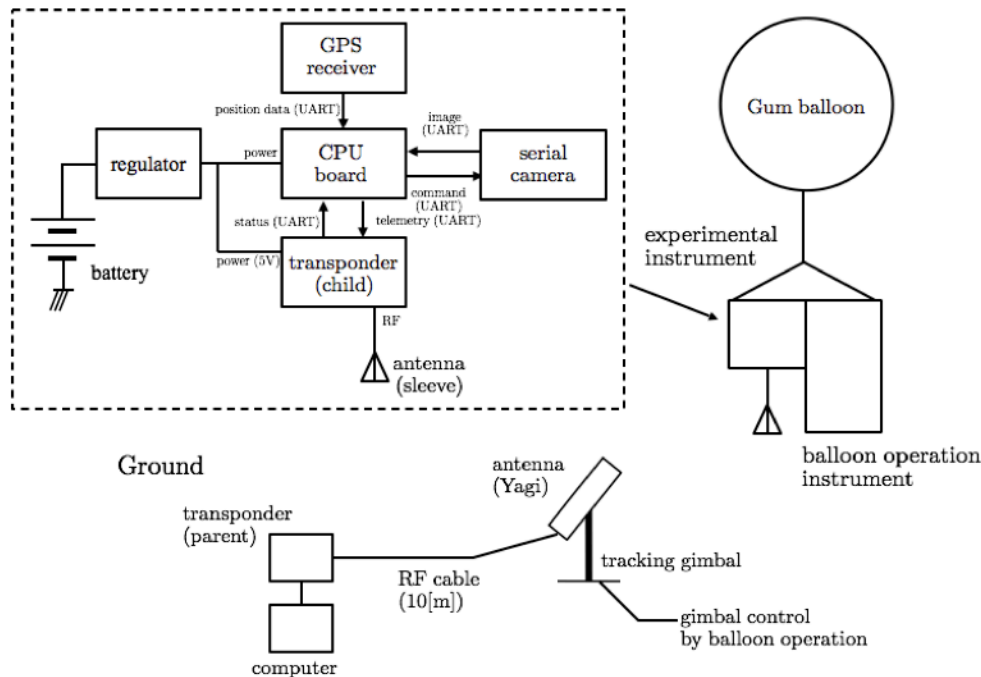 GPS
receiver
position data (UART)
image
(UART)
regulator
power
CPU
board
serial
camera
command
(UART)
status (UART)
telemetry (UART)
battery
power (5V)
transponder
(child)
RF
antenna
(sleeve)
Gum balloon
experimental
instrument
balloon operation
instrument
Ground
antenna
(Yagi)
transponder
(parent)
RF cable
(10[m])
tracking gimbal
gimbal control
by balloon operation
computer